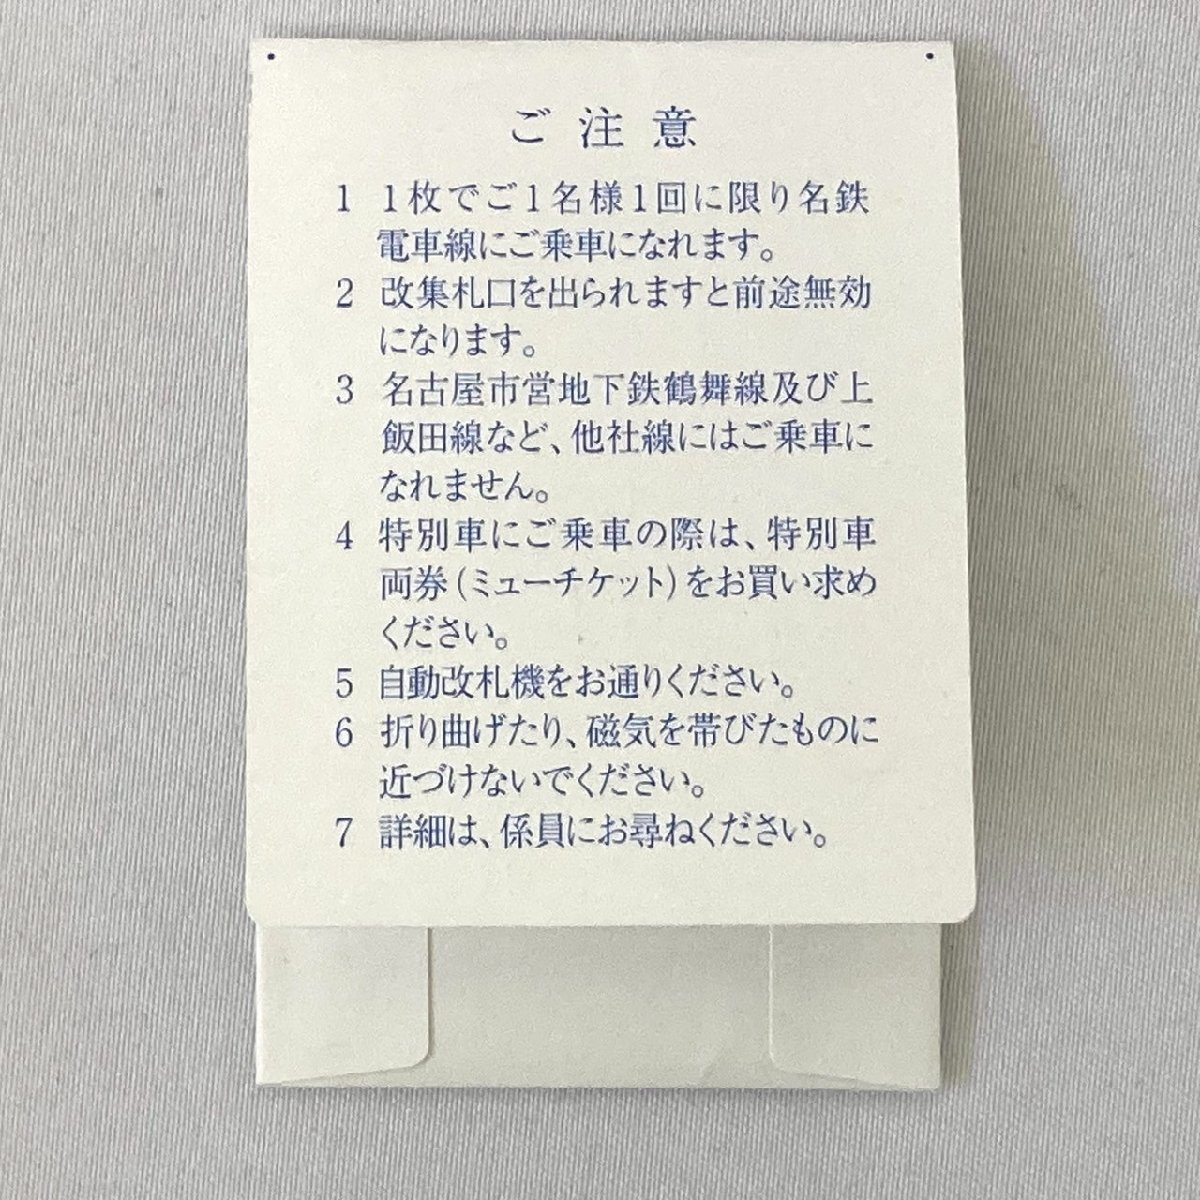 ご注意
1 1枚でご1名様1回に限り名鉄
電車線にご乗車になれます。
2 改集札口を出られますと前途無効
になります。
3 名古屋市営地下鉄鶴舞線及び上
飯田線など、他社線にはご乗車に
なれません。
4 特別車にご乗車の際は、特別車
両券(ミューチケット)をお買い求め
ください。
5 自動改札機をお通りください。
6 折り曲げたり、磁気を帯びたものに
近づけないでください。
7 詳細は、係員にお尋ねください。